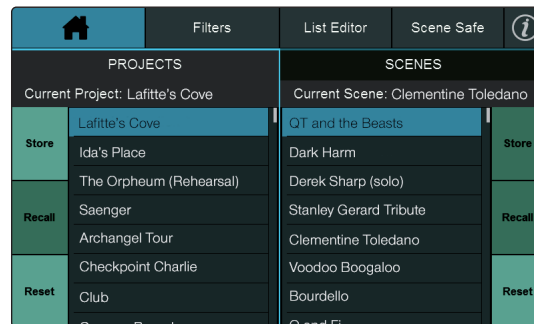 Filters
List Editor
Scene Safe
i
PROJECTS
SCENES
Current Project: Lafitte's Cove
Current Scene: Clementine Toledano
Store
Recall
Reset
Lafitte's Cove
Ida's Place
The Orpheum (Rehearsal)
Saenger
Archangel Tour
Checkpoint Charlie
Club
QT and the Beasts
Dark Harm
Derek Sharp (solo)
Stanley Gerard Tribute
Clementine Toledano
Voodoo Boogaloo
Bourdello
Store
Recall
Reset